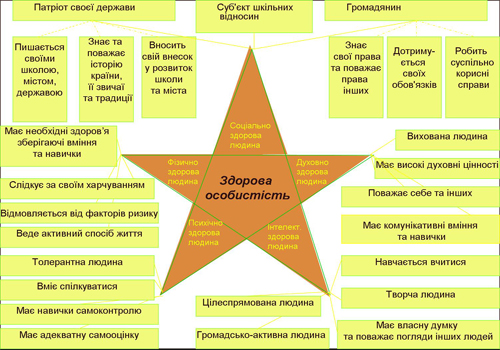 Патріот своєї держави
Суб'єкт шкільних
відносин
Громадянин
Пишається
своїми
школою,
містом,
державою
Знає та
поважає
історію
країни,
її звичаї
та традиції
Вносить
свій внесок
у розвиток
школи
та міста
Знає
свої права
та поважає
права
інших
Дотриму-
ється
своїх
обов'язків
Робить
суспільно
корисні
справи
Має необхідні здоров'я
зберігаючі вміння
та навички
Слідкує за своїм харчуванням
Відмовляється від факторів ризику
Веде активний спосіб життя
Толерантна людина
Вміє спілкуватися
Має навички самоконтролю
Має адекватну самооцінку
Соціально
здорова
людина
Фізично
здорова
людина
Духовно
здорова
людина
Здорова
особистість
Психічно
здорова
людина
Інтелект.
здорова
людина
Вихована людина
Має високі духовні цінності
Поважає себе та інших
Має комунікативні вміння
та навички
Навчається вчитися
Творча людина
Має власну думку
та поважає погляди інших людей
Цілеспрямована людина
Громадсько-активна людина